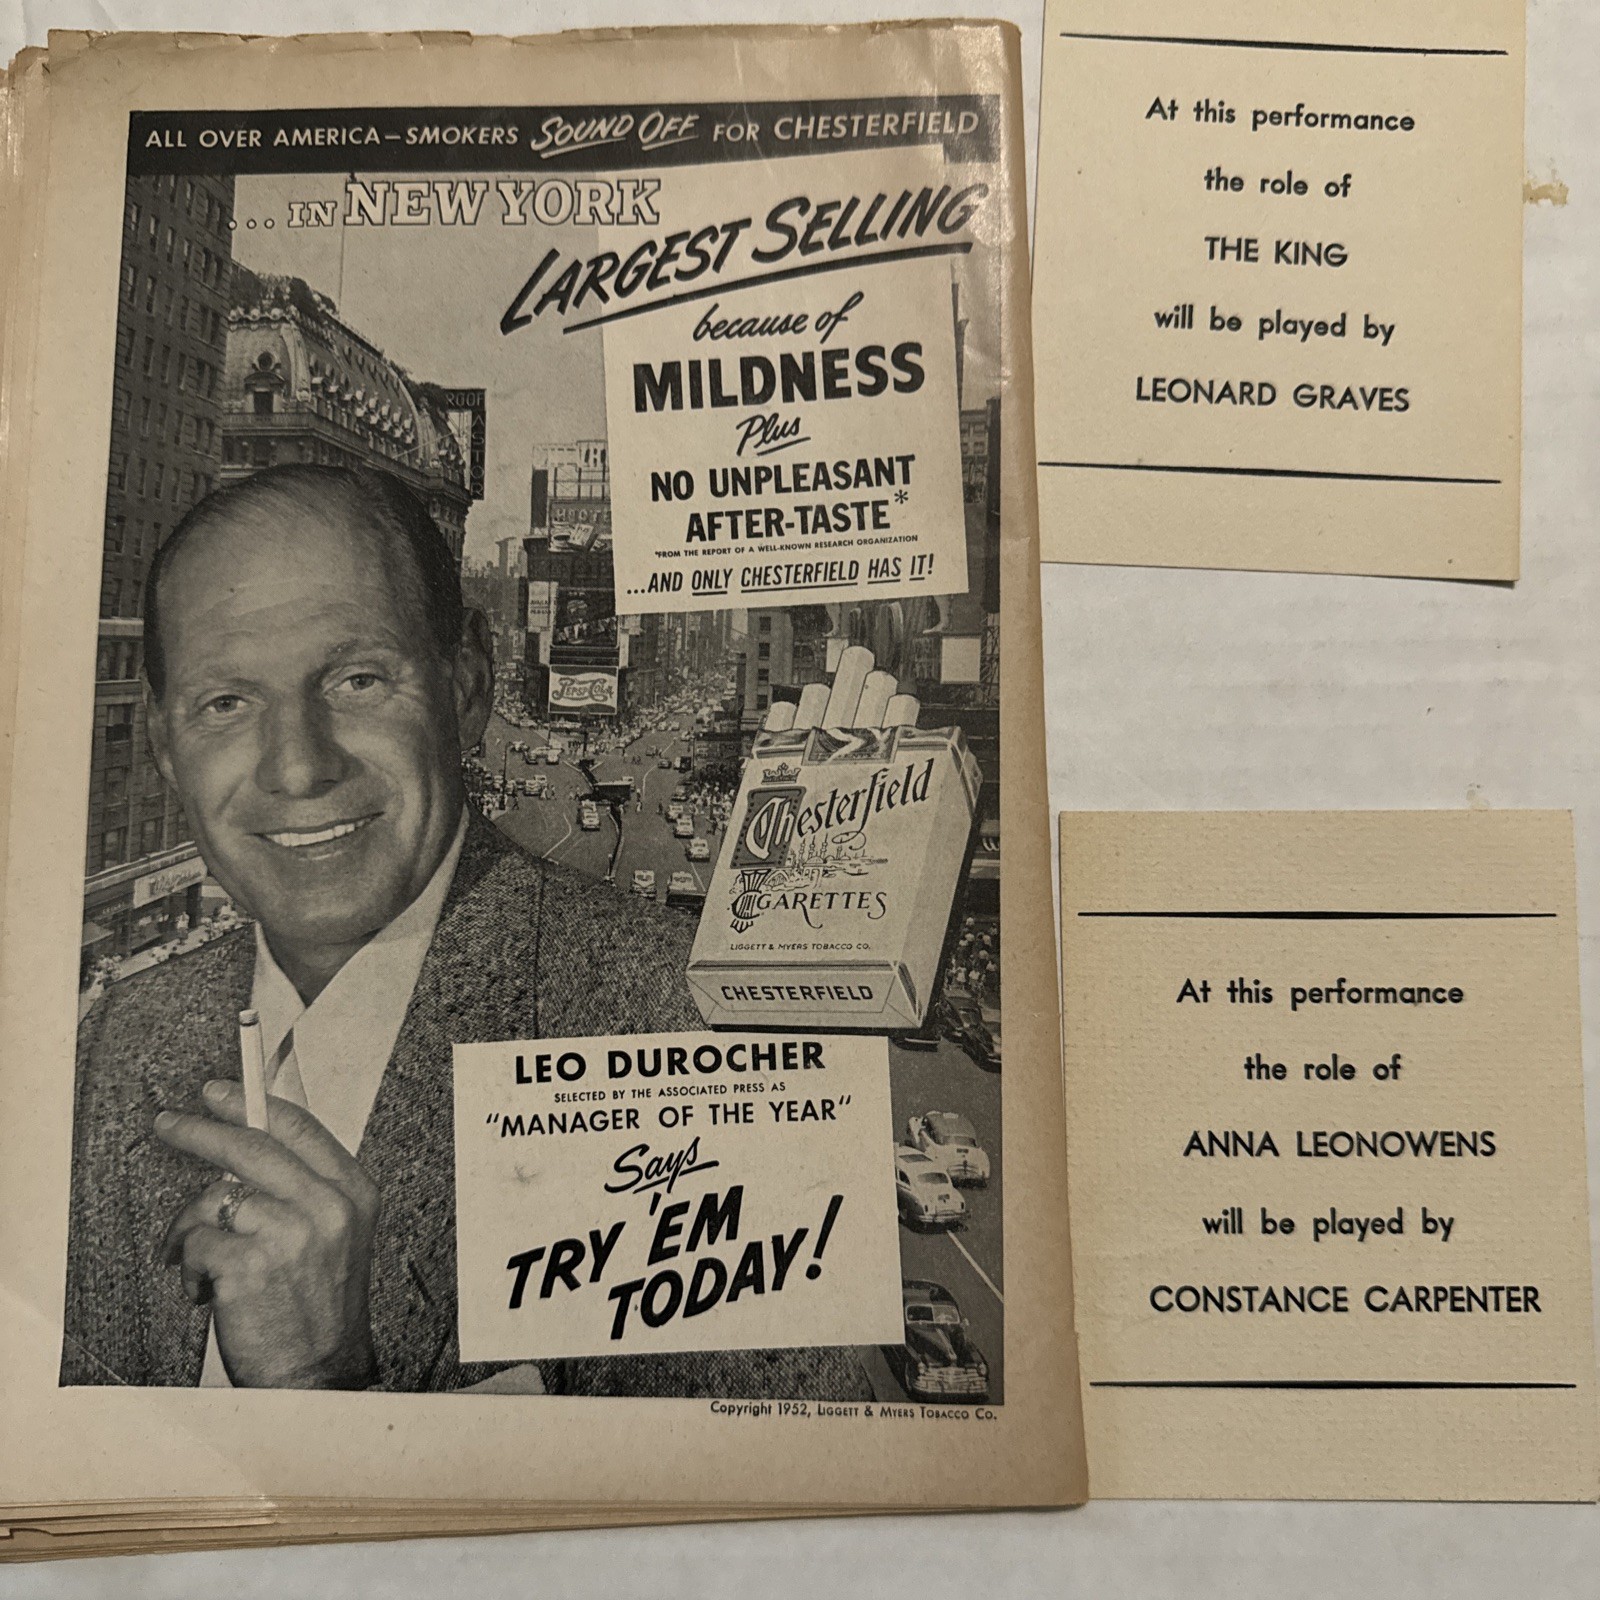 ALL OVER AMERICA—SMOKERS SOUND OFF FOR CHESTERFIELD
...IN NEW YORK
LARGEST SELLING
because of
MILDNESS
Plus
NO UNPLEASANT
AFTER-TASTE*
*FROM THE REPORT OF A WELL-KNOWN RESEARCH ORGANIZATION
...AND ONLY CHESTERFIELD HAS IT!
ROOF
ASTOR
PEPSI-COLA
Chesterfield
CIGARETTES
LIGGETT & MYERS TOBACCO CO.
CHESTERFIELD
LEO DUROCHER
SELECTED BY THE ASSOCIATED PRESS AS
"MANAGER OF THE YEAR"
Says
TRY 'EM
TODAY!
Copyright 1952, LIGGETT & MYERS TOBACCO CO.
At this performance
the role of
THE KING
will be played by
LEONARD GRAVES
At this performance
the role of
ANNA LEONOWENS
will be played by
CONSTANCE CARPENTER